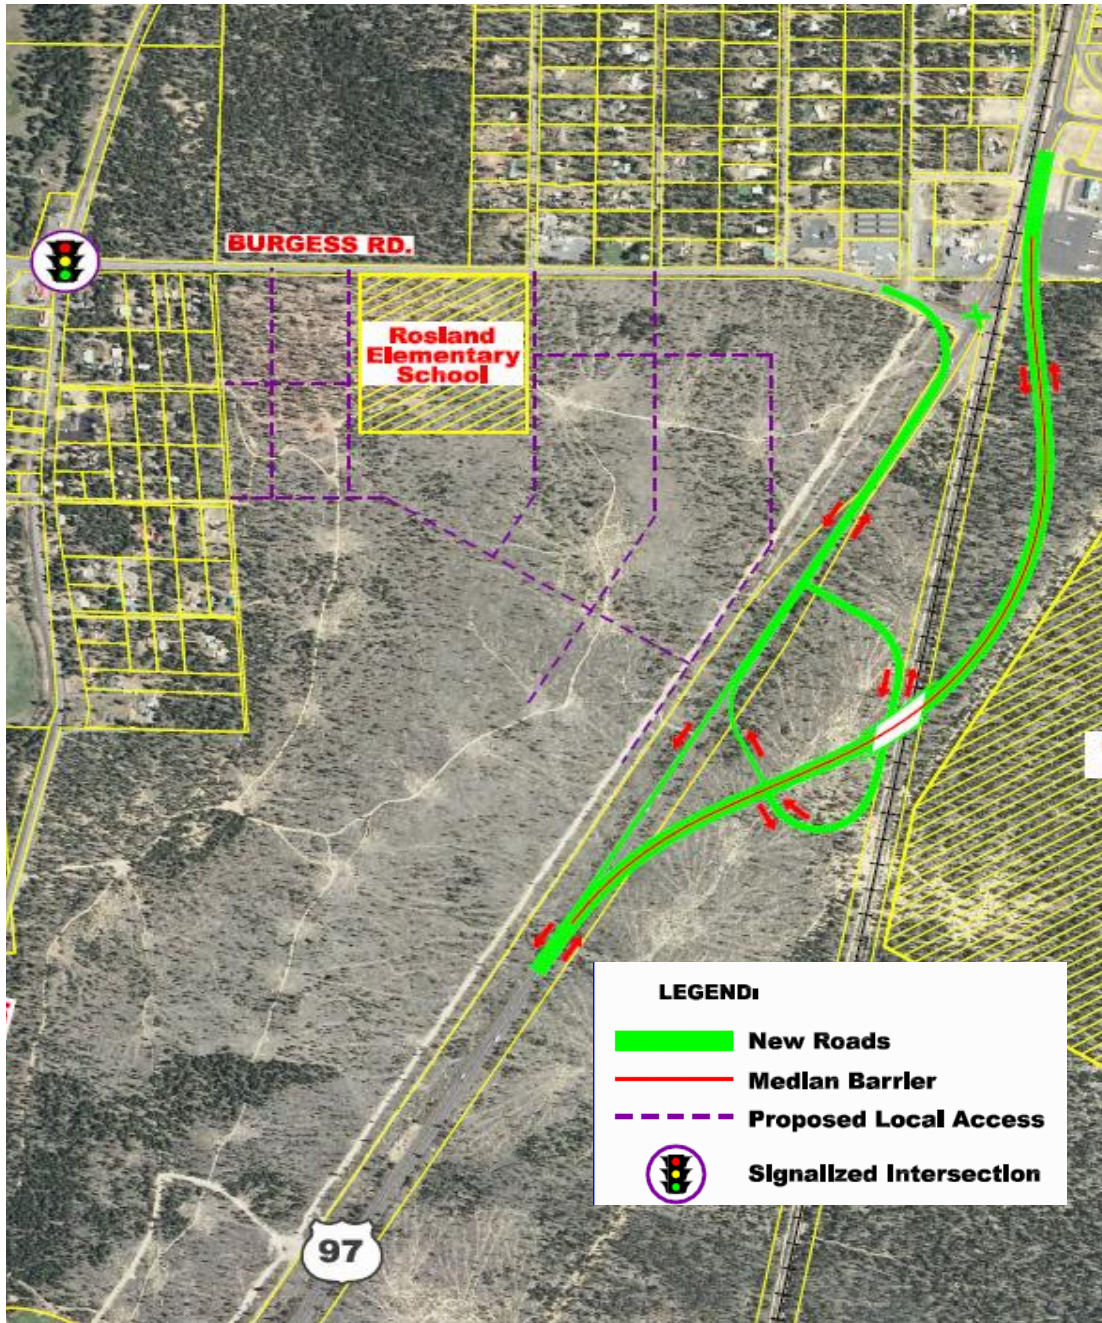 BURGESS RD.
Rosland
Elementary
School
LEGEND:
New Roads
Median Barrier
Proposed Local Access
Signalized Intersection
97